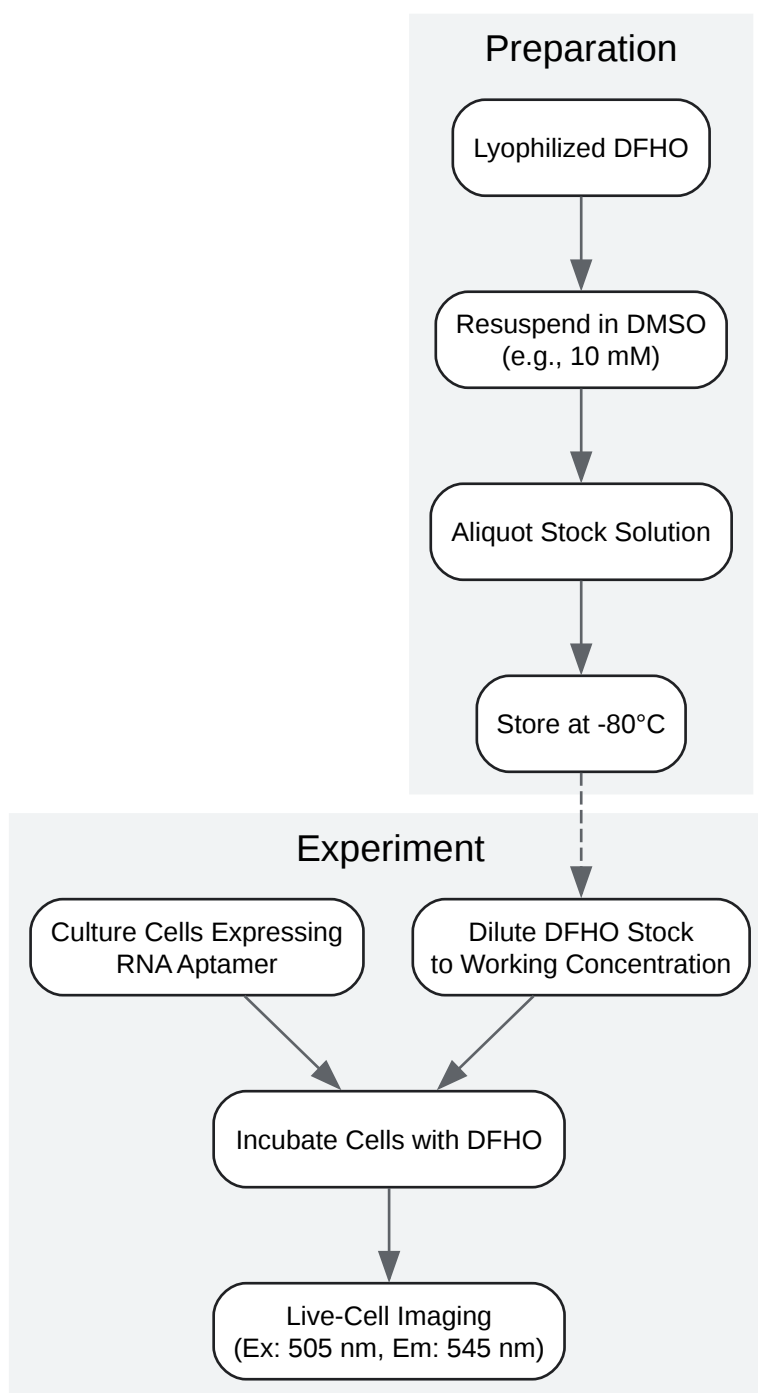 Preparation
Lyophilized DFHO
Resuspend in DMSO
(e.g., 10 mM)
Aliquot Stock Solution
Store at -80°C
Experiment
Culture Cells Expressing
RNA Aptamer
Dilute DFHO Stock
to Working Concentration
Incubate Cells with DFHO
Live-Cell Imaging
(Ex: 505 nm, Em: 545 nm)